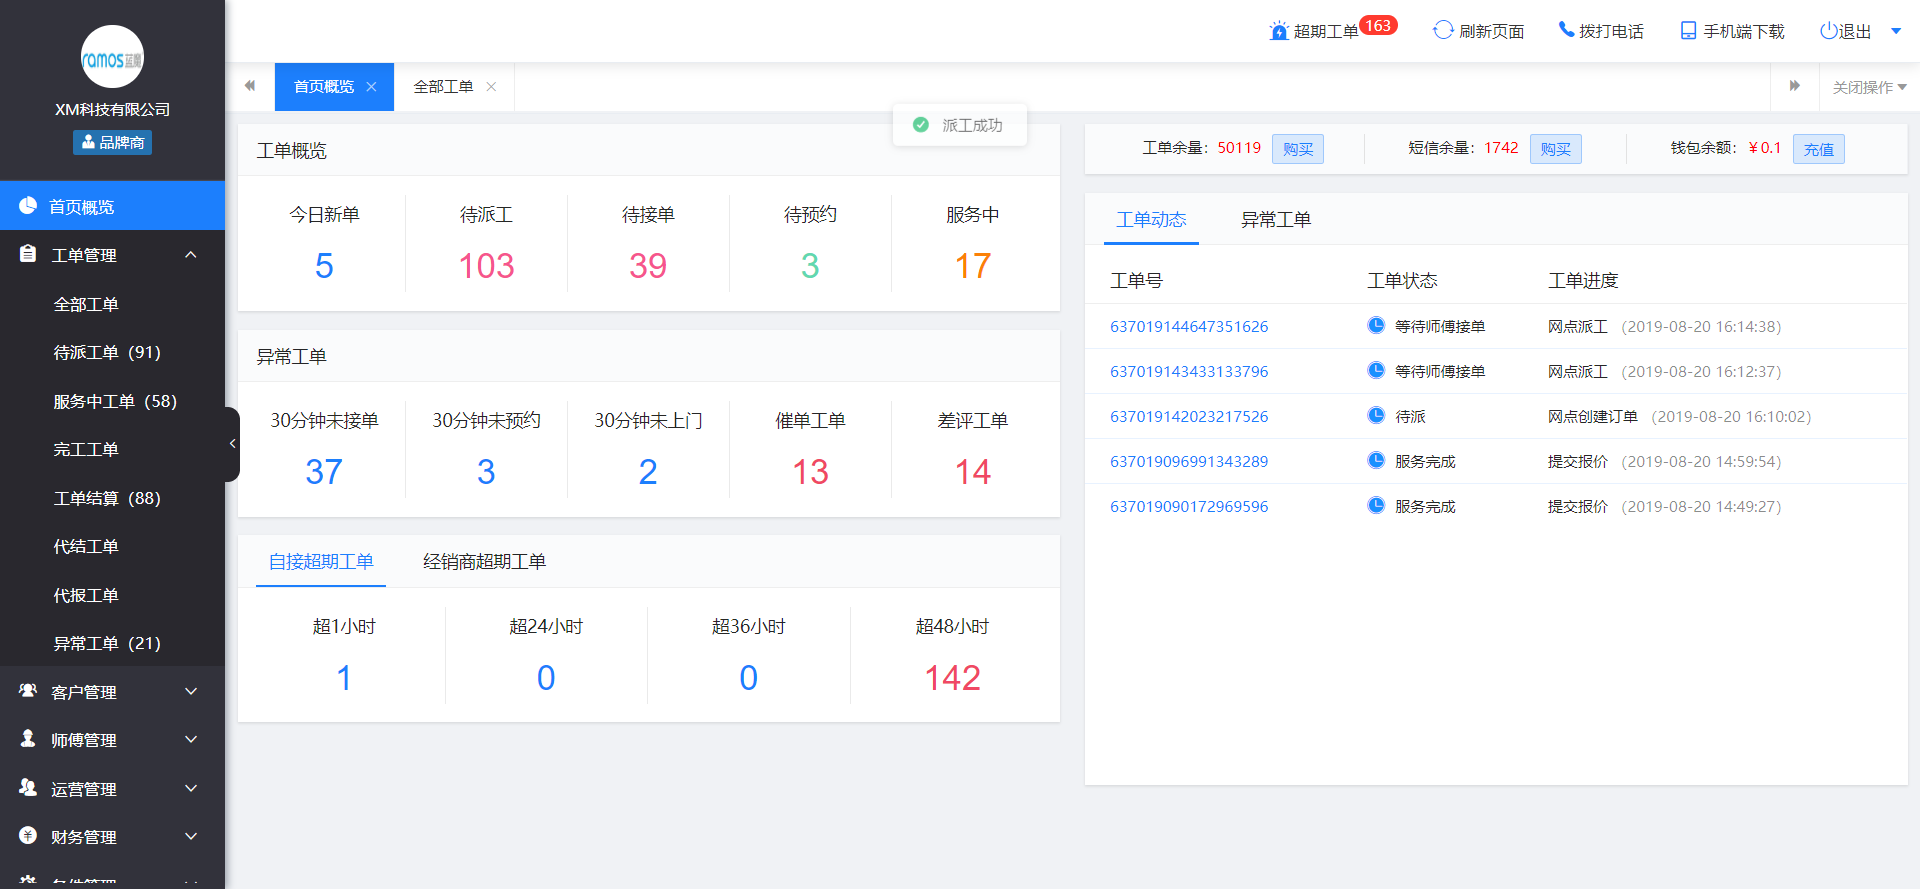 ramos蓝魔
XM科技有限公司
品牌商
首页概览
工单管理
全部工单
待派工单（91）
服务中工单（58）
完工工单
工单结算（88）
代结工单
代报工单
异常工单（21）
客户管理
师傅管理
运营管理
财务管理
超期工单 163 刷新页面 拨打电话 手机端下载 退出
首页概览 全部工单 关闭操作
派工成功
工单概览
今日新单 待派工 待接单 待预约 服务中
5 103 39 3 17
异常工单
30分钟未接单 30分钟未预约 30分钟未上门 催单工单 差评工单
37 3 2 13 14
自接超期工单 经销商超期工单
超1小时 超24小时 超36小时 超48小时
1 0 0 142
工单余量：50119 购买 短信余量：1742 购买 钱包余额：￥0.1 充值
工单动态 异常工单
工单号 工单状态 工单进度
637019144647351626 等待师傅接单 网点派工 (2019-08-20 16:14:38)
637019143433133796 等待师傅接单 网点派工 (2019-08-20 16:12:37)
637019142023217526 待派 网点创建订单 (2019-08-20 16:10:02)
637019096991343289 服务完成 提交报价 (2019-08-20 14:59:54)
637019090172969596 服务完成 提交报价 (2019-08-20 14:49:27)